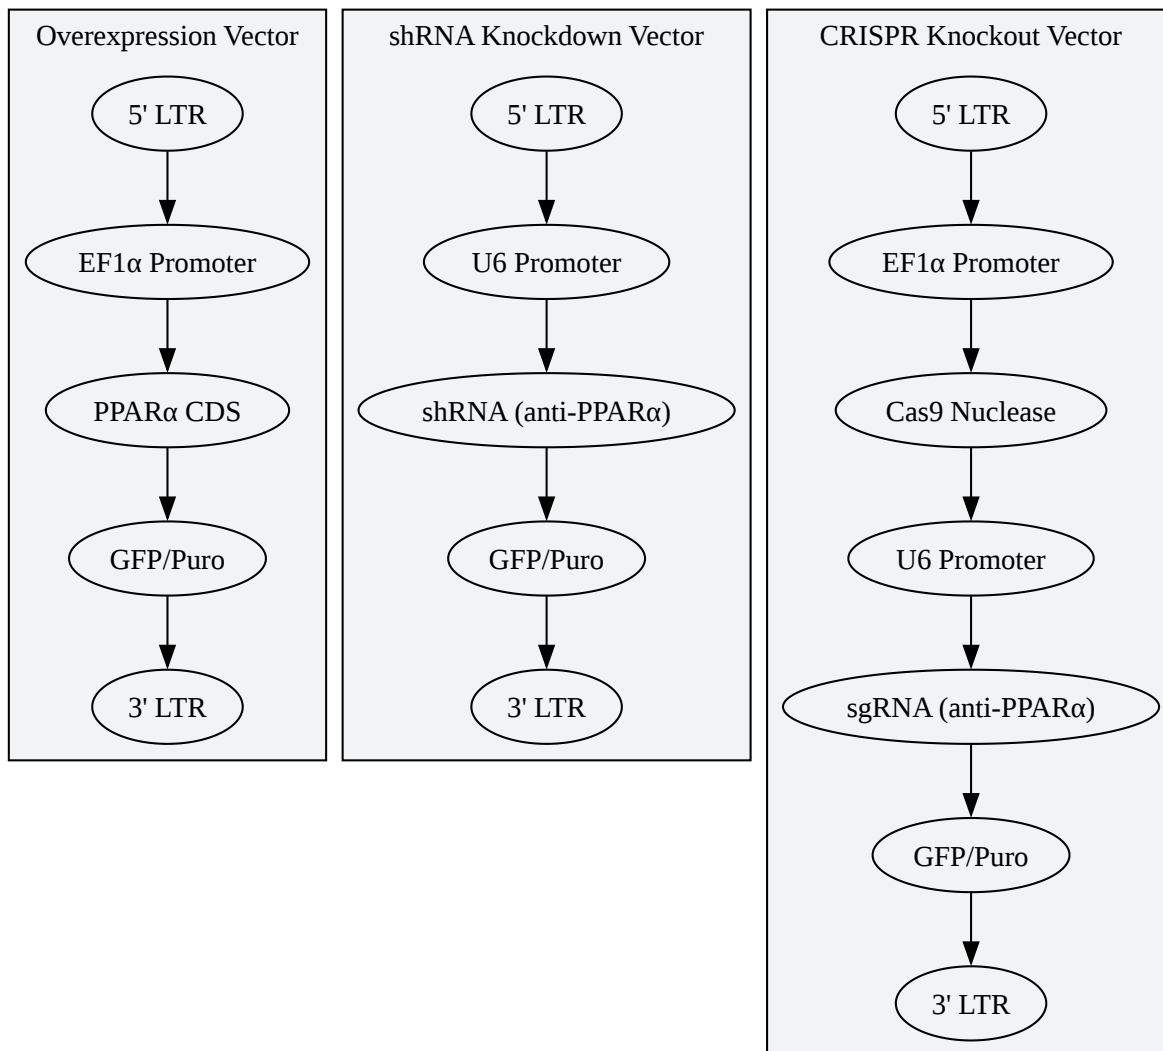 Overexpression Vector
5' LTR
EF1α Promoter
PPARα CDS
GFP/Puro
3' LTR
shRNA Knockdown Vector
5' LTR
U6 Promoter
shRNA (anti-PPARα)
GFP/Puro
3' LTR
CRISPR Knockout Vector
5' LTR
EF1α Promoter
Cas9 Nuclease
U6 Promoter
sgRNA (anti-PPARα)
GFP/Puro
3' LTR